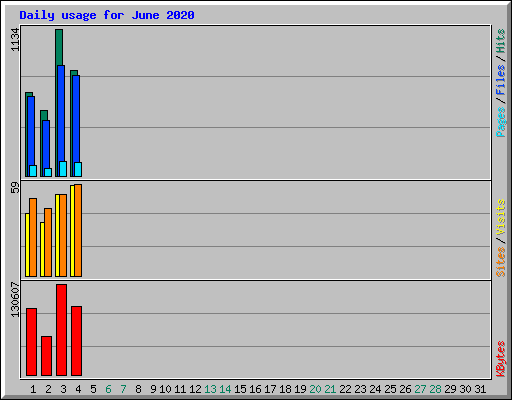 Daily usage for June 2020
1134
59
130607
Pages / Files / Hits
Sites / Visits
KBytes
1 2 3 4 5 6 7 8 9 10 11 12 13 14 15 16 17 18 19 20 21 22 23 24 25 26 27 28 29 30 31